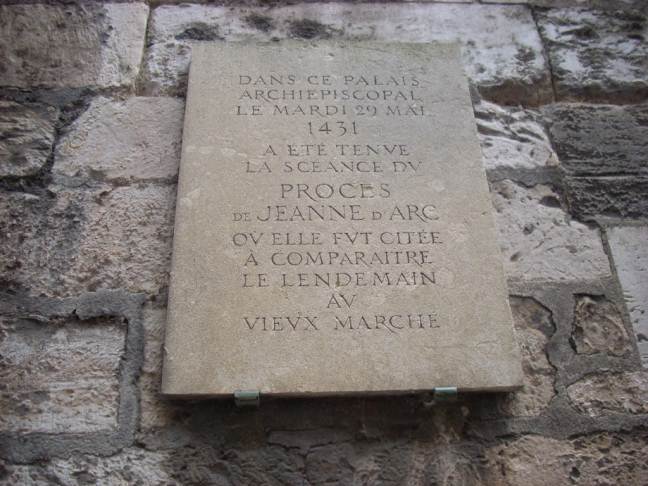 DANS CE PALAIS
ARCHIEPISCOPAL
LE MARDI 29 MAI
1431
A ETE TENVE
LA SCEANCE DV
PROCES
DE JEANNE D ARC
OV ELLE FVT CITÉE
A COMPARAITRE
LE LENDEMAIN
AV
VIEVX MARCHE